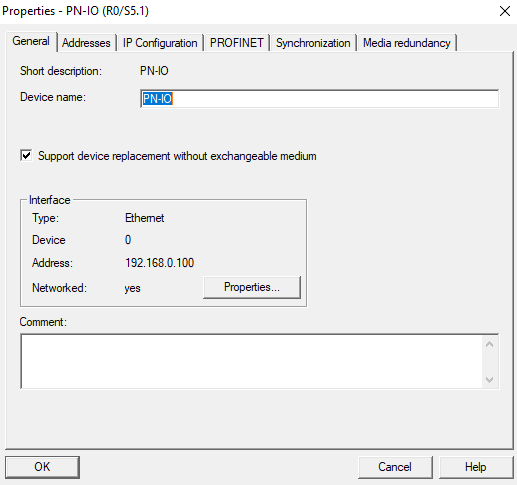 Properties - PN-IO (R0/S5.1)
General Addresses IP Configuration PROFINET Synchronization Media redundancy
Short description: PN-IO
Device name: PN-IO
Support device replacement without exchangeable medium
Interface
Type: Ethernet
Device 0
Address: 192.168.0.100
Networked: yes Properties...
Comment:
OK Cancel Help